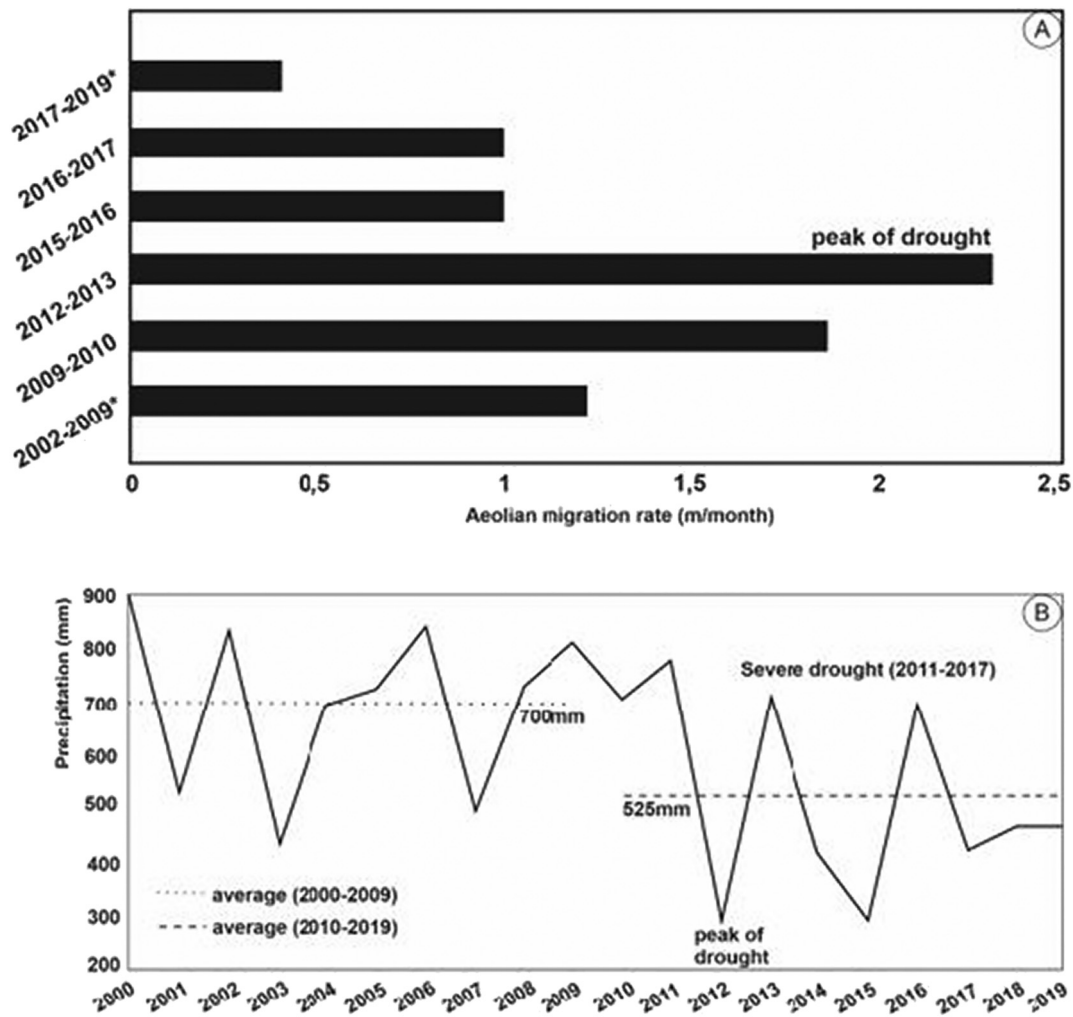 A
2017-2019*
2016-2017
2015-2016
peak of drought
2012-2013
2009-2010
2002-2009*
0 0,5 1 1,5 2 2,5
Aeolian migration rate (m/month)
B
Precipitation (mm)
900
800
Severe drought (2011-2017)
700
700mm
600
500
525mm
400
average (2000-2009)
300
average (2010-2019)
peak of
drought
200
2000 2001 2002 2003 2004 2005 2006 2007 2008 2009 2010 2011 2012 2013 2014 2015 2016 2017 2018 2019